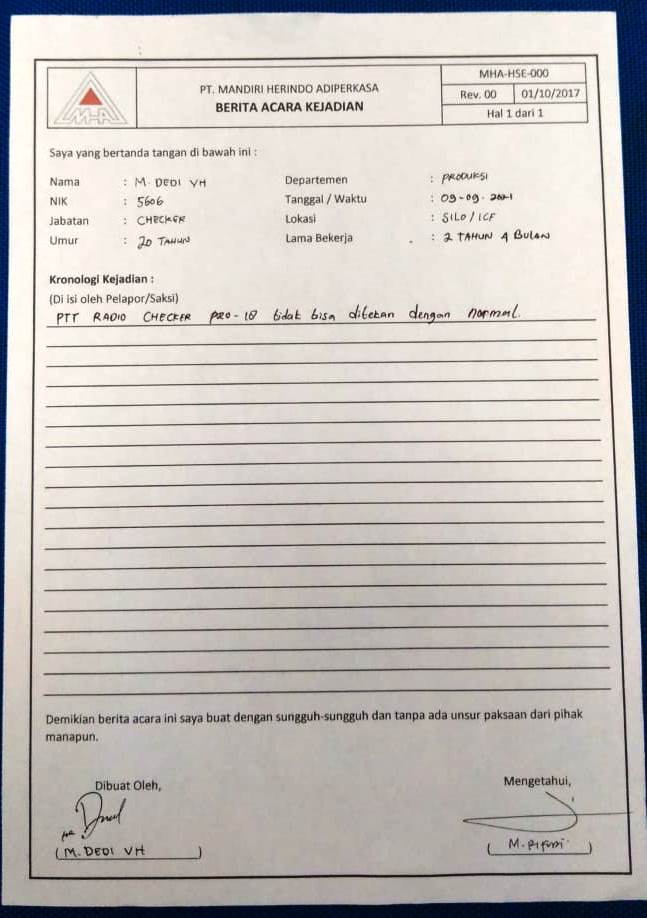 MHA
PT. MANDIRI HERINDO ADIPERKASA
BERITA ACARA KEJADIAN
MHA-HSE-000
Rev. 00 01/10/2017
Hal 1 dari 1
Saya yang bertanda tangan di bawah ini :
Nama : M. DEDI VH Departemen : PRODUKSI
NIK : 5606 Tanggal / Waktu : 09-09-2021
Jabatan : CHECKER Lokasi : SILO / ICF
Umur : 20 TAHUN Lama Bekerja : 2 TAHUN 4 BULAN
Kronologi Kejadian :
(Di isi oleh Pelapor/Saksi)
PTT RADIO CHECKER PRO-18 tidak bisa ditekan dengan normal.
Demikian berita acara ini saya buat dengan sungguh-sungguh dan tanpa ada unsur paksaan dari pihak
manapun.
Dibuat Oleh, Mengetahui,
(M. DEDI VH) (M.)